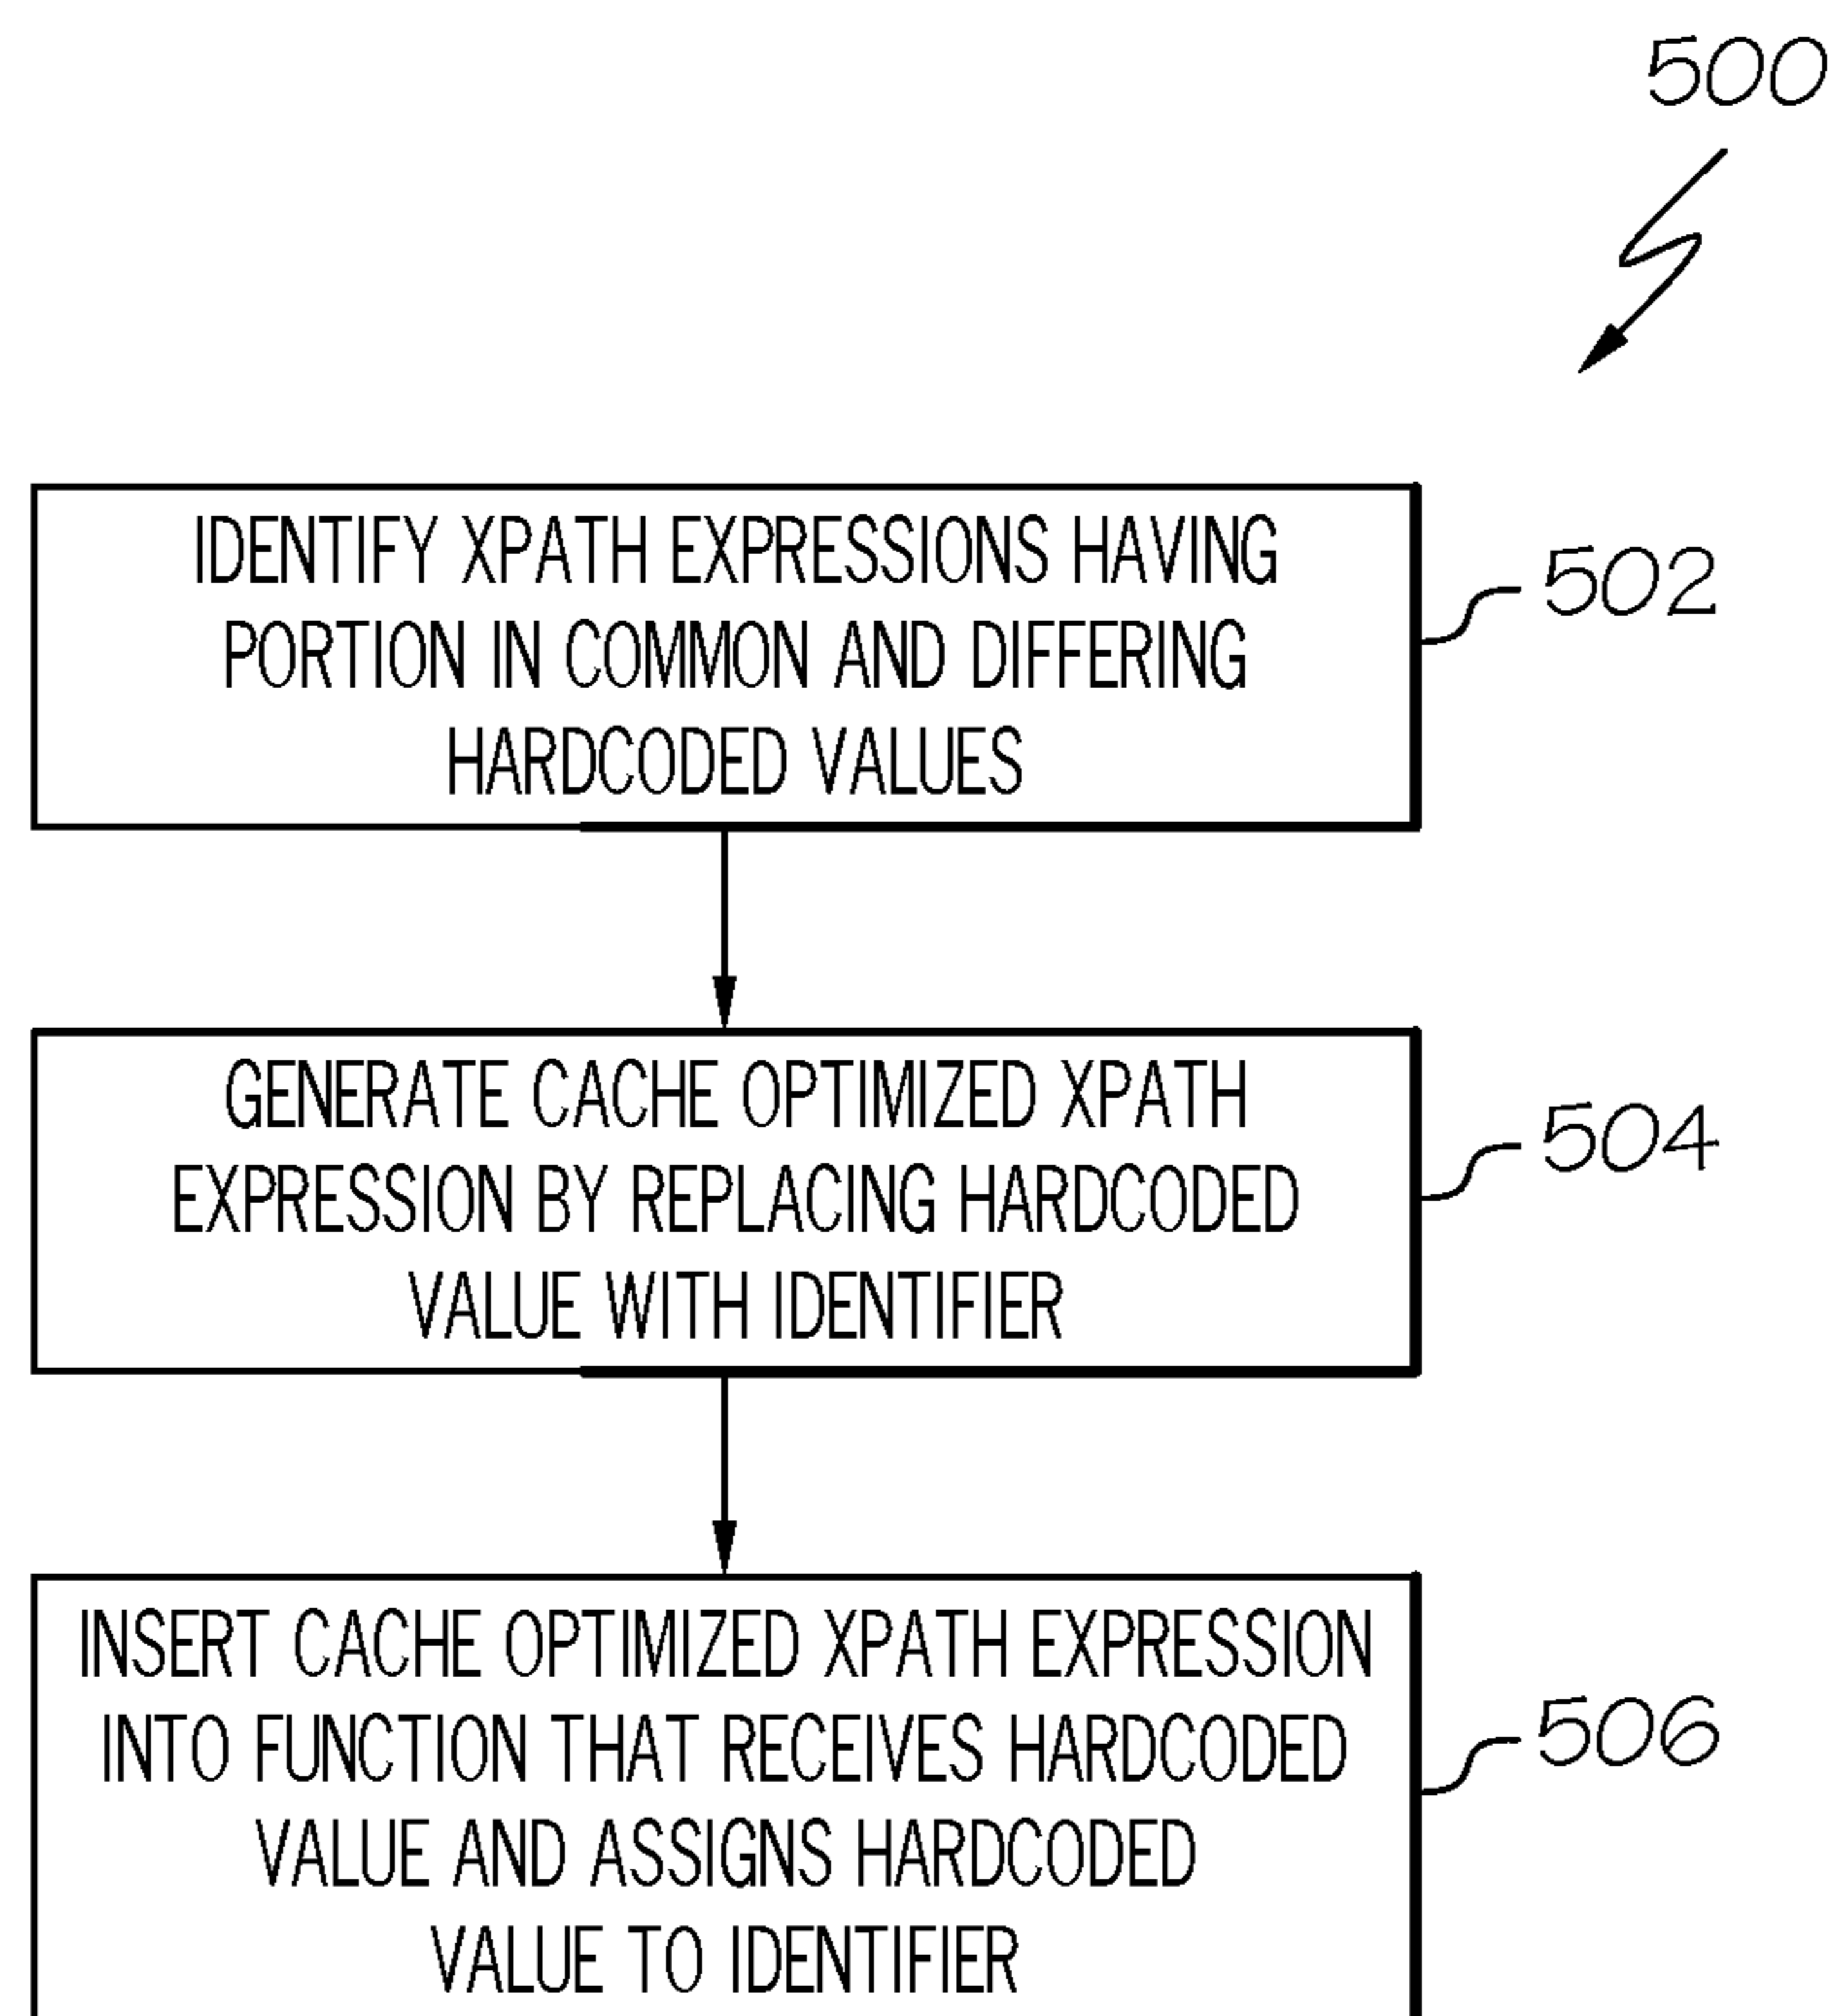 500
IDENTIFY XPATH EXPRESSIONS HAVING
PORTION IN COMMON AND DIFFERING
HARDCODED VALUES
502
GENERATE CACHE OPTIMIZED XPATH
EXPRESSION BY REPLACING HARDCODED
VALUE WITH IDENTIFIER
504
INSERT CACHE OPTIMIZED XPATH EXPRESSION
INTO FUNCTION THAT RECEIVES HARDCODED
VALUE AND ASSIGNS HARDCODED
VALUE TO IDENTIFIER
506